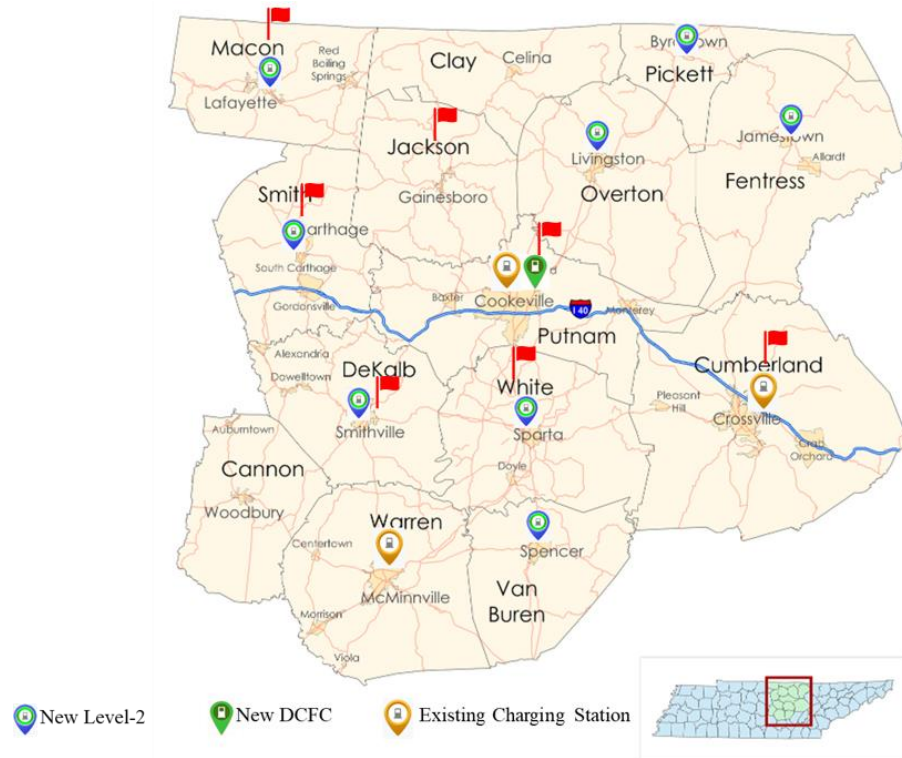 Macon
Red
Boiling
Springs
Lafayette
Clay
Celina
Pickett
Jamestown
Allardt
Fentress
Livingston
Overton
Jackson
Gainesboro
Smith
arthage
South Carthage
Gordonsville
Baxter
Cookeville
I 40
Monterey
Putnam
Cumberland
Pleasant
Hill
Crossville
Crab
Orchard
Alexandria
Dowelltown
DeKalb
Smithville
White
Sparta
Doyle
Auburntown
Cannon
Woodbury
Warren
Centertown
McMinnville
Morrison
Viola
Spencer
Van
Buren
New Level-2
New DCFC
Existing Charging Station